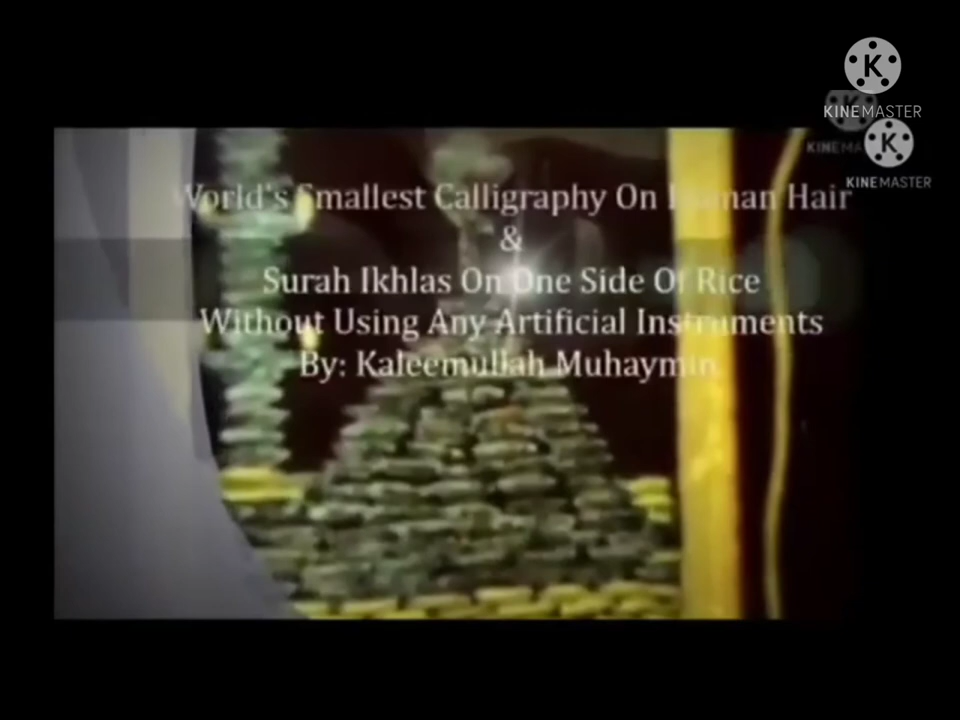 KINEMASTER
KINEMA
KINEMASTER
World's Smallest Calligraphy On Human Hair
&
Surah Ikhlas On One Side Of Rice
Without Using Any Artificial Instruments
By: Kaleemullah Muhaymin